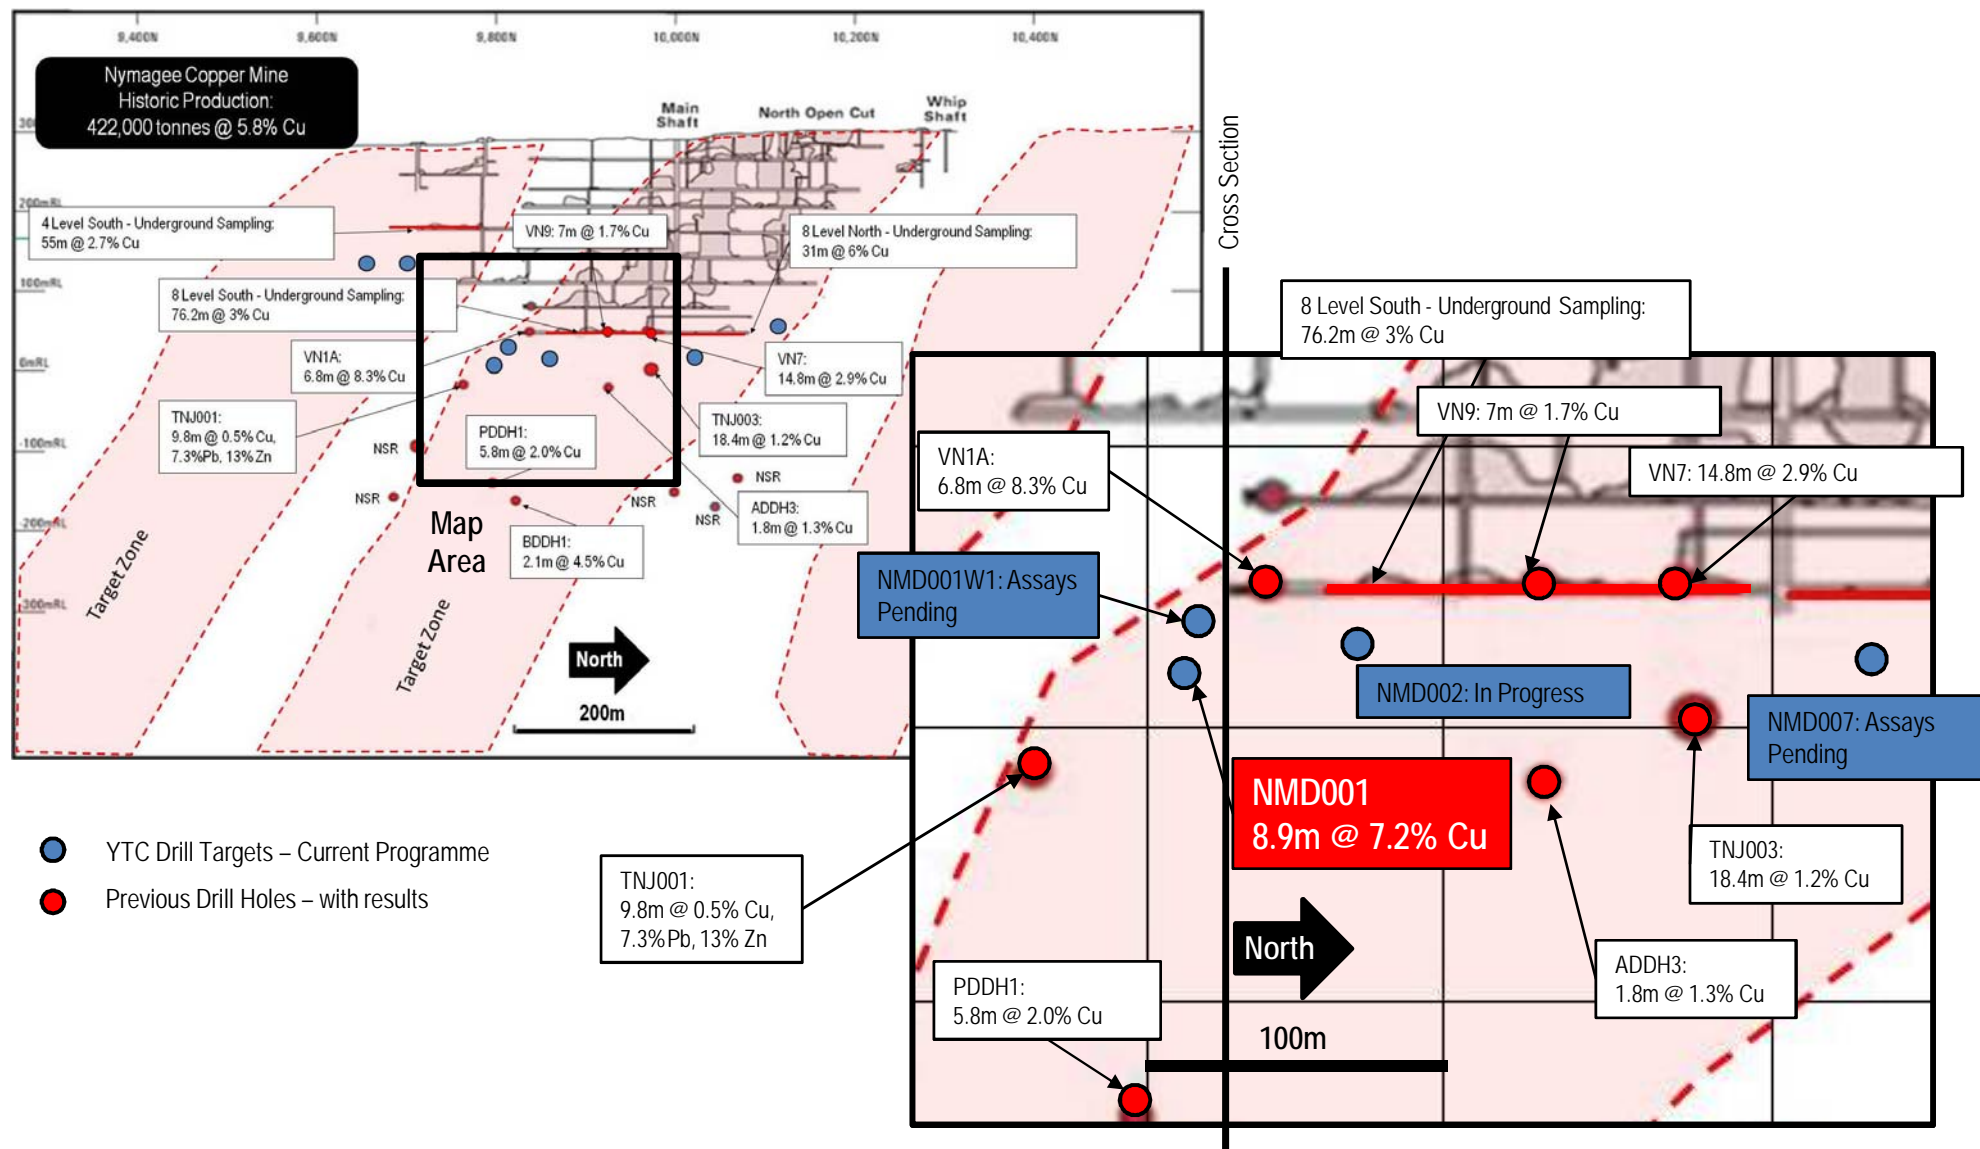 9,400N
9,600N
9,800N
10,000N
10,200N
10,400N
Nymagee Copper Mine
Historic Production:
422,000 tonnes @ 5.8% Cu
Main
Shaft
North Open Cut
Whip
Shaft
200mRL
100mRL
0mRL
-100mRL
-200mRL
-300mRL
4 Level South - Underground Sampling:
55m @ 2.7% Cu
VN9: 7m @ 1.7% Cu
8 Level North - Underground Sampling:
31m @ 6% Cu
8 Level South - Underground Sampling:
76.2m @ 3% Cu
VN1A:
6.8m @ 8.3% Cu
VN7:
14.8m @ 2.9% Cu
TNJ001:
9.8m @ 0.5% Cu,
7.3%Pb, 13% Zn
PDDH1:
5.8m @ 2.0% Cu
TNJ003:
18.4m @ 1.2% Cu
NSR
NSR
NSR
NSR
NSR
ADDH3:
1.8m @ 1.3% Cu
BDDH1:
2.1m @ 4.5% Cu
Map
Area
Target Zone
Target Zone
North
200m
Cross Section
8 Level South - Underground Sampling:
76.2m @ 3% Cu
VN9: 7m @ 1.7% Cu
VN1A:
6.8m @ 8.3% Cu
VN7: 14.8m @ 2.9% Cu
NMD001W1: Assays
Pending
NMD002: In Progress
NMD007: Assays
Pending
NMD001
8.9m @ 7.2% Cu
TNJ003:
18.4m @ 1.2% Cu
TNJ001:
9.8m @ 0.5% Cu,
7.3%Pb, 13% Zn
North
ADDH3:
1.8m @ 1.3% Cu
PDDH1:
5.8m @ 2.0% Cu
100m
YTC Drill Targets – Current Programme
Previous Drill Holes – with results